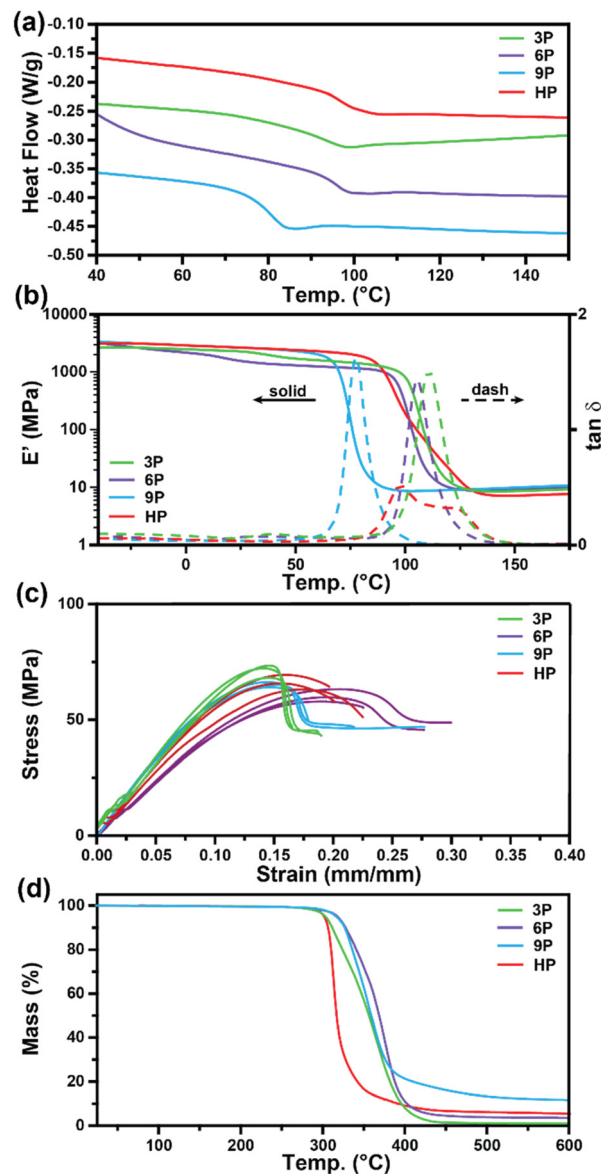 (a)
-0.10
-0.15
-0.20
-0.25
-0.30
-0.35
-0.40
-0.45
-0.50
Heat Flow (W/g)
3P
6P
9P
HP
40 60 80 100 120 140
Temp. (°C)
(b)
10000
1000
100
10
1
E' (MPa)
solid
dash
3P
6P
9P
HP
2
1
0
tan δ
0 50 100 150
Temp. (°C)
(c)
100
50
0
Stress (MPa)
3P
6P
9P
HP
0.00 0.05 0.10 0.15 0.20 0.25 0.30 0.35 0.40
Strain (mm/mm)
(d)
100
80
60
40
20
0
Mass (%)
3P
6P
9P
HP
100 200 300 400 500 600
Temp. (°C)